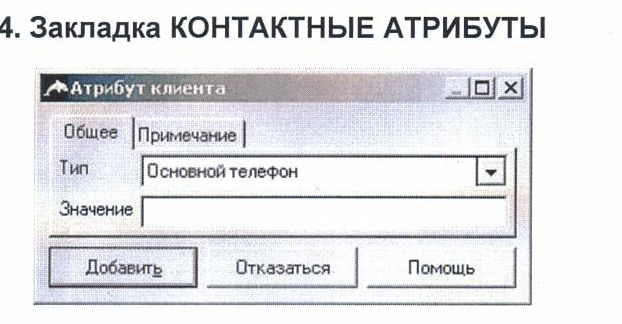 4. Закладка КОНТАКТНЫЕ АТРИБУТЫ
Атрибут клиента
Общее Примечание
Тип Основной телефон
Значение
Добавить Отказаться Помощь